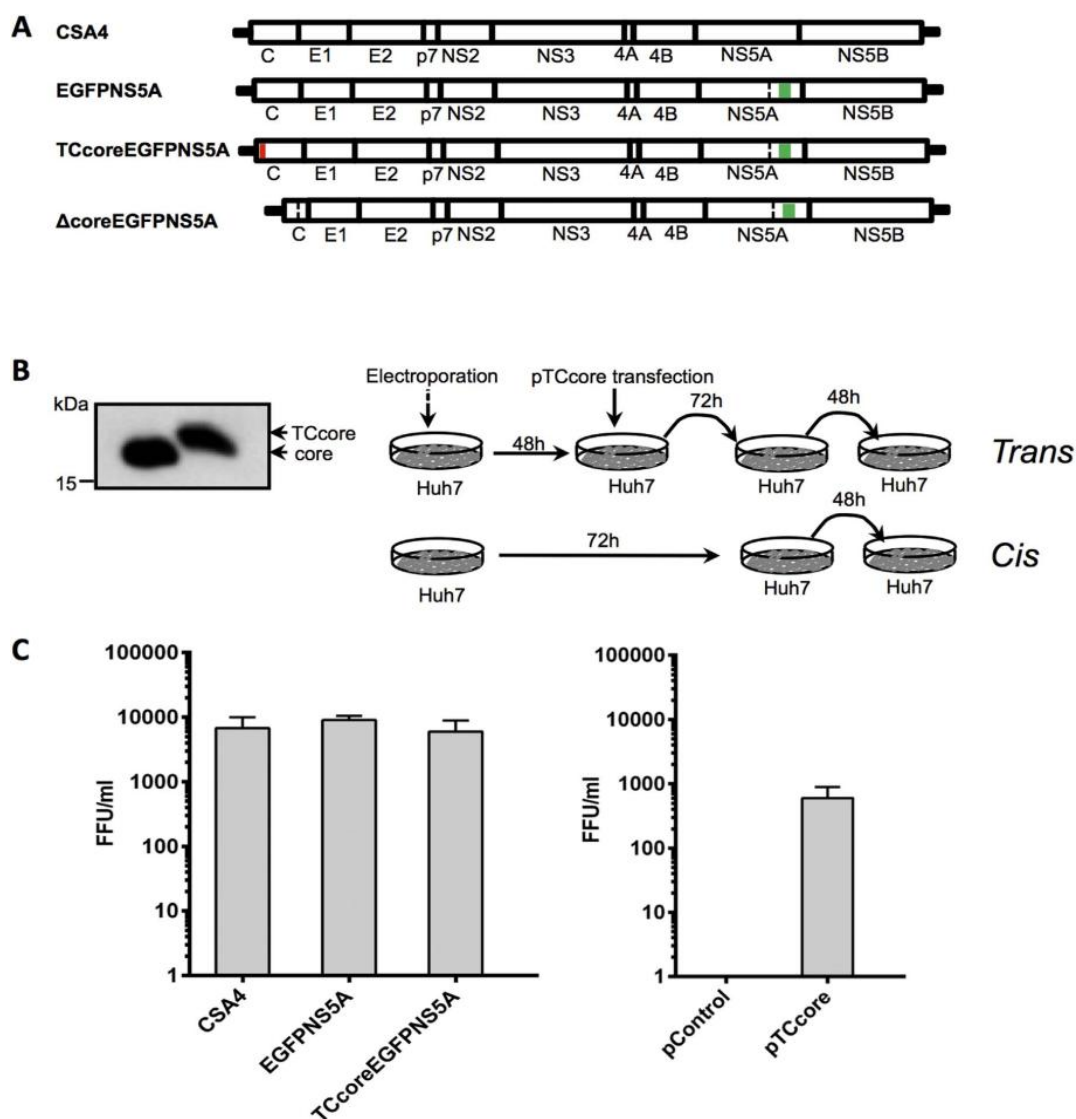 A
CSA4
C E1 E2 p7 NS2 NS3 4A 4B NS5A NS5B
EGFPNS5A
C E1 E2 p7 NS2 NS3 4A 4B NS5A NS5B
TCcoreEGFPNS5A
C E1 E2 p7 NS2 NS3 4A 4B NS5A NS5B
ΔcoreEGFPNS5A
C E1 E2 p7 NS2 NS3 4A 4B NS5A NS5B
B
kDa
TCcore
core
15
Electroporation pTCcore transfection
48h 72h 48h
Huh7 Huh7 Huh7 Huh7
Trans
72h 48h
Huh7 Huh7 Huh7
Cis
C
FFU/ml
100000
10000
1000
100
10
1
CSA4
EGFPNS5A
TCcoreEGFPNS5A
FFU/ml
100000
10000
1000
100
10
1
pControl
pTCcore